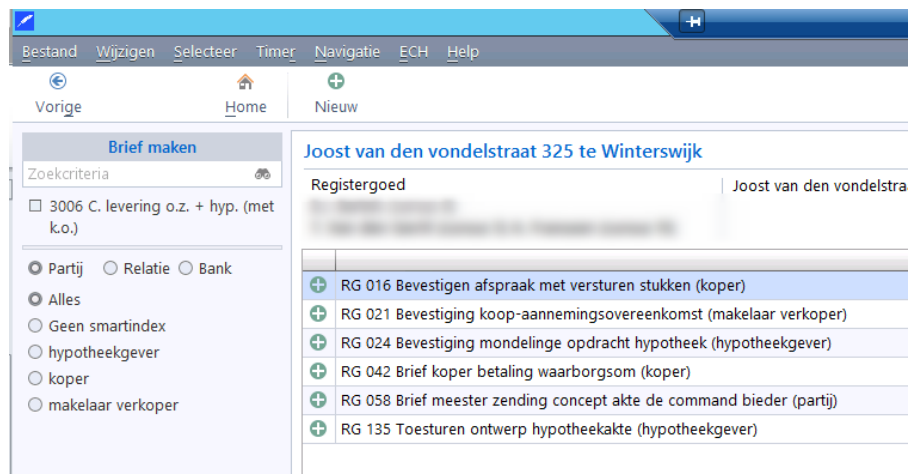 Bestand Wijzigen Selecteer Timer Navigatie ECH Help
Vorige Home Nieuw
Brief maken
Zoekcriteria
3006 C. levering o.z. + hyp. (met
k.o.)
Partij Relatie Bank
Alles
Geen smartindex
hypotheekgever
koper
makelaar verkoper
Joost van den vondelstraat 325 te Winterswijk
Registergoed Joost van den vondelstra
RG 016 Bevestigen afspraak met versturen stukken (koper)
RG 021 Bevestiging koop-aannemingsovereenkomst (makelaar verkoper)
RG 024 Bevestiging mondelinge opdracht hypotheek (hypotheekgever)
RG 042 Brief koper betaling waarborgsom (koper)
RG 058 Brief meester zending concept akte de command bieder (partij)
RG 135 Toesturen ontwerp hypotheekakte (hypotheekgever)